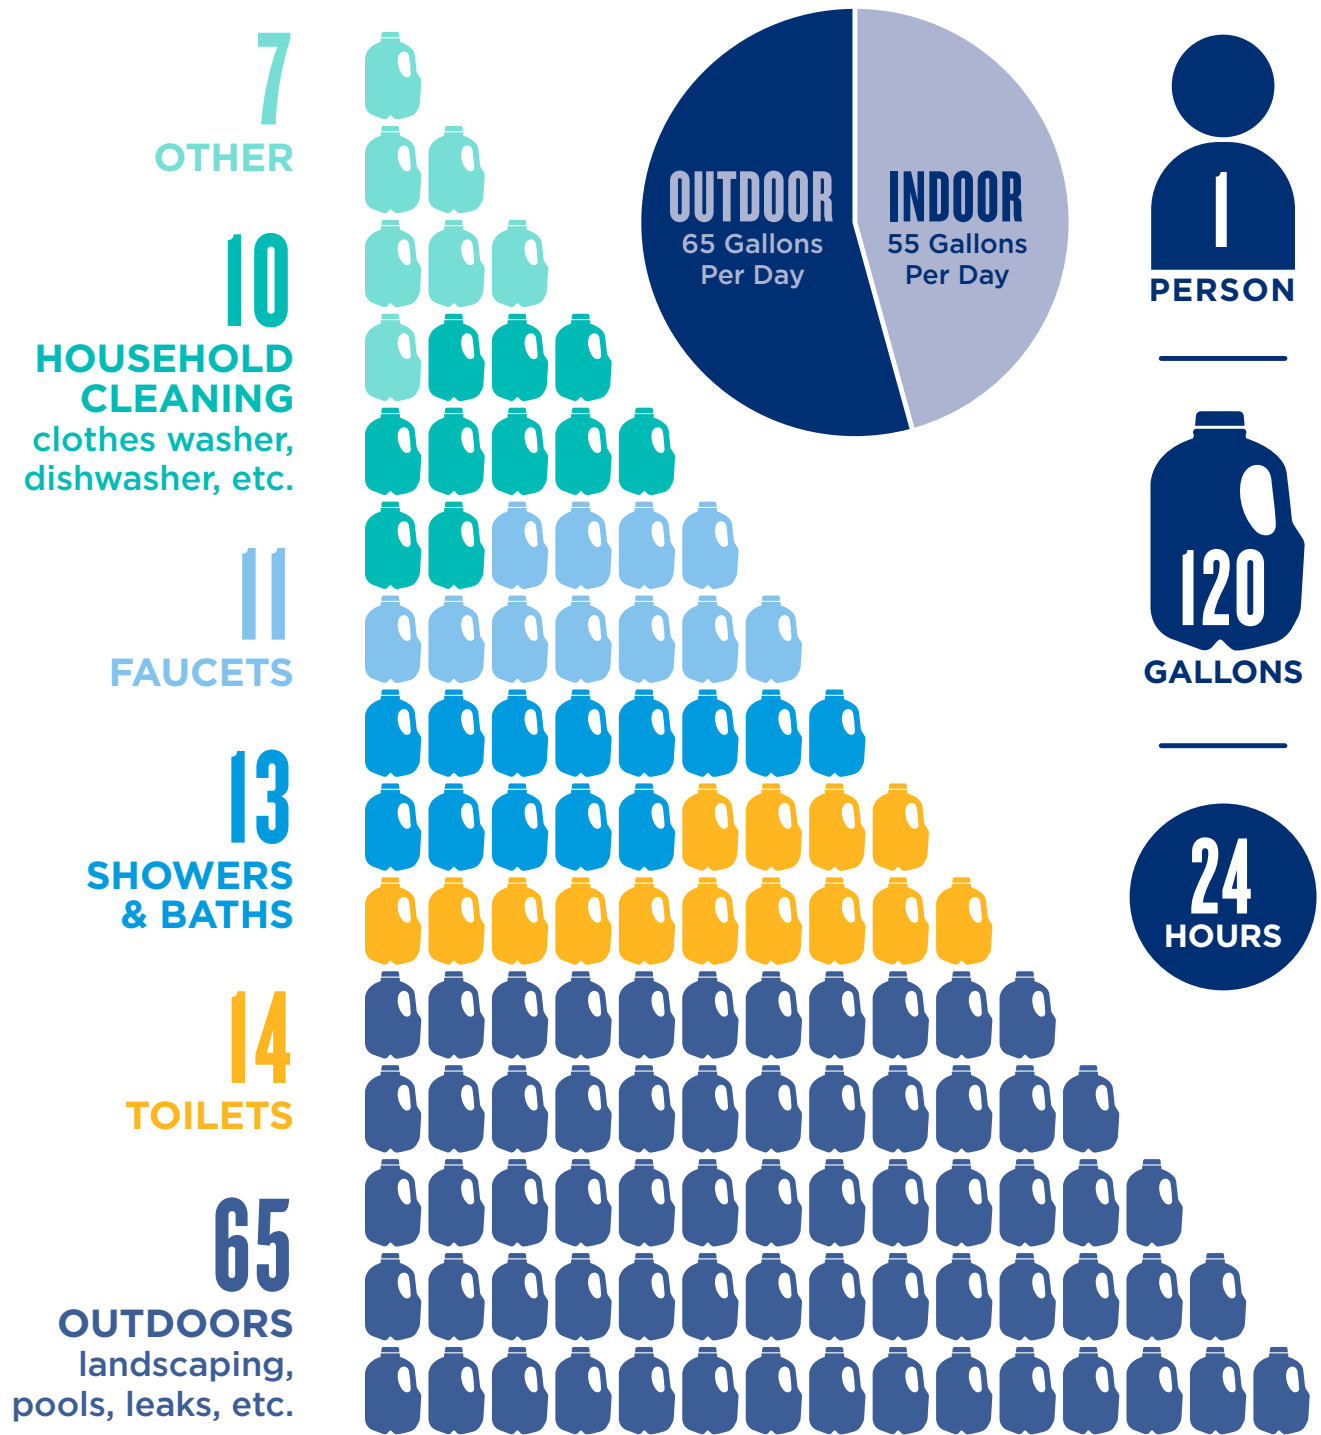 7
OTHER
10
HOUSEHOLD
CLEANING
clothes washer,
dishwasher, etc.
11
FAUCETS
13
SHOWERS
& BATHS
14
TOILETS
65
OUTDOORS
landscaping,
pools, leaks, etc.
OUTDOOR
65 Gallons
Per Day
INDOOR
55 Gallons
Per Day
1
PERSON
120
GALLONS
24
HOURS